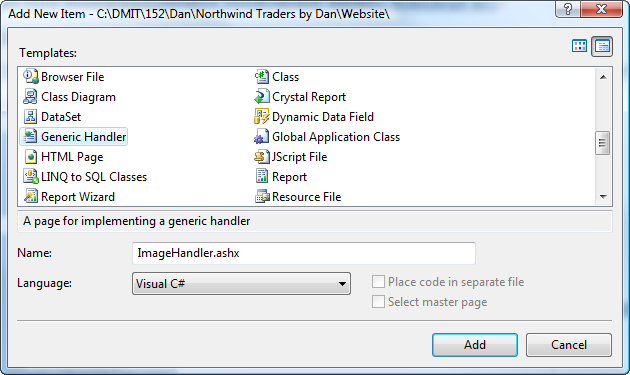 Add New Item - C:\DMIT\152\Dan\Northwind Traders by Dan\Website\
Templates:
Browser File
Class
Class Diagram
Crystal Report
DataSet
Dynamic Data Field
Generic Handler
Global Application Class
HTML Page
JScript File
LINQ to SQL Classes
Report
Report Wizard
Resource File
A page for implementing a generic handler
Name:
ImageHandler.ashx
Language:
Visual C#
Place code in separate file
Select master page
Add
Cancel